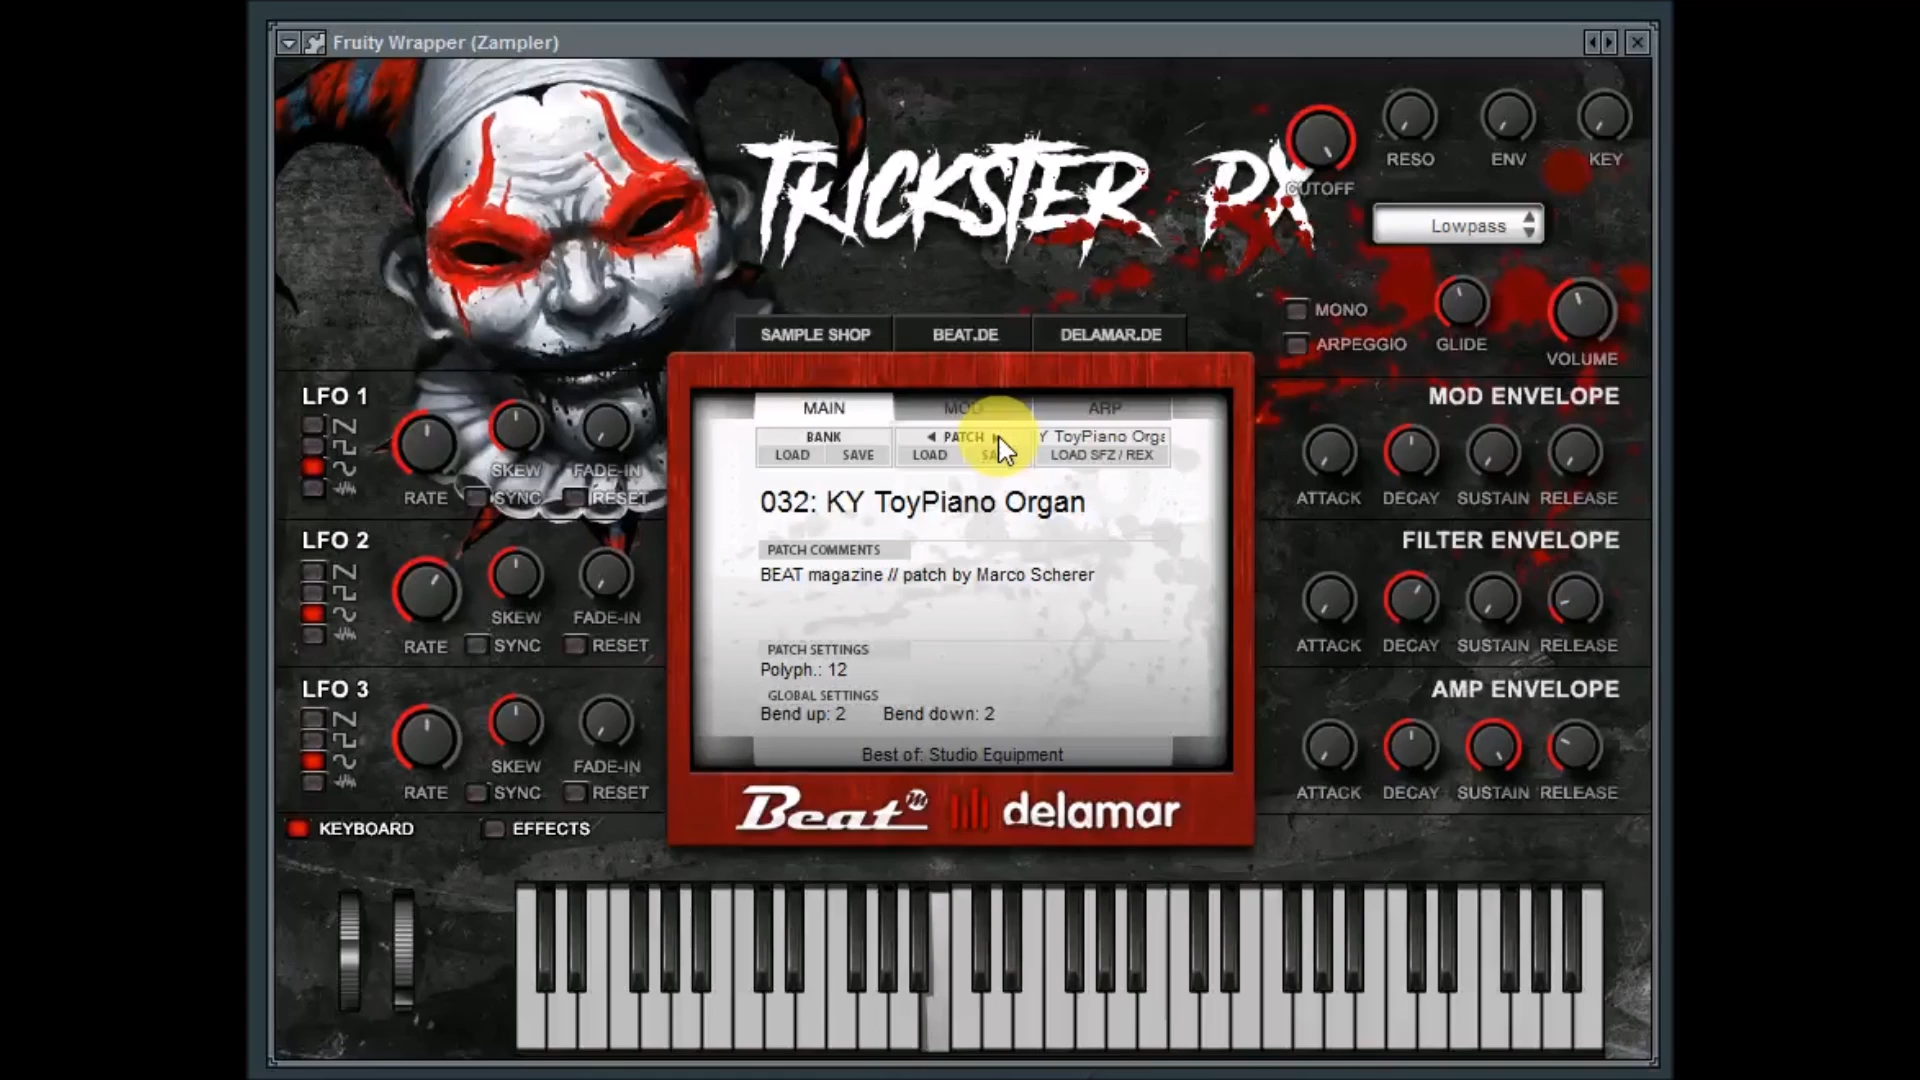 Fruity Wrapper (Zampler)
TRICKSTER PX
CUTOFF
RESO
ENV
KEY
Lowpass
MONO
ARPEGGIO
GLIDE
VOLUME
SAMPLE SHOP
BEAT.DE
DELAMAR.DE
LFO 1
RATE
SKEW
FADE-IN
SYNC
RESET
LFO 2
RATE
SKEW
FADE-IN
SYNC
RESET
LFO 3
RATE
SKEW
FADE-IN
SYNC
RESET
KEYBOARD
EFFECTS
MAIN
MOD
ARP
BANK
LOAD
SAVE
PATCH
LOAD
Y ToyPiano Orga
LOAD SFZ / REX
032: KY ToyPiano Organ
PATCH COMMENTS
BEAT magazine // patch by Marco Scherer
PATCH SETTINGS
Polyph.: 12
GLOBAL SETTINGS
Bend up: 2 Bend down: 2
Best of: Studio Equipment
Beat
delamar
MOD ENVELOPE
ATTACK
DECAY
SUSTAIN
RELEASE
FILTER ENVELOPE
ATTACK
DECAY
SUSTAIN
RELEASE
AMP ENVELOPE
ATTACK
DECAY
SUSTAIN
RELEASE